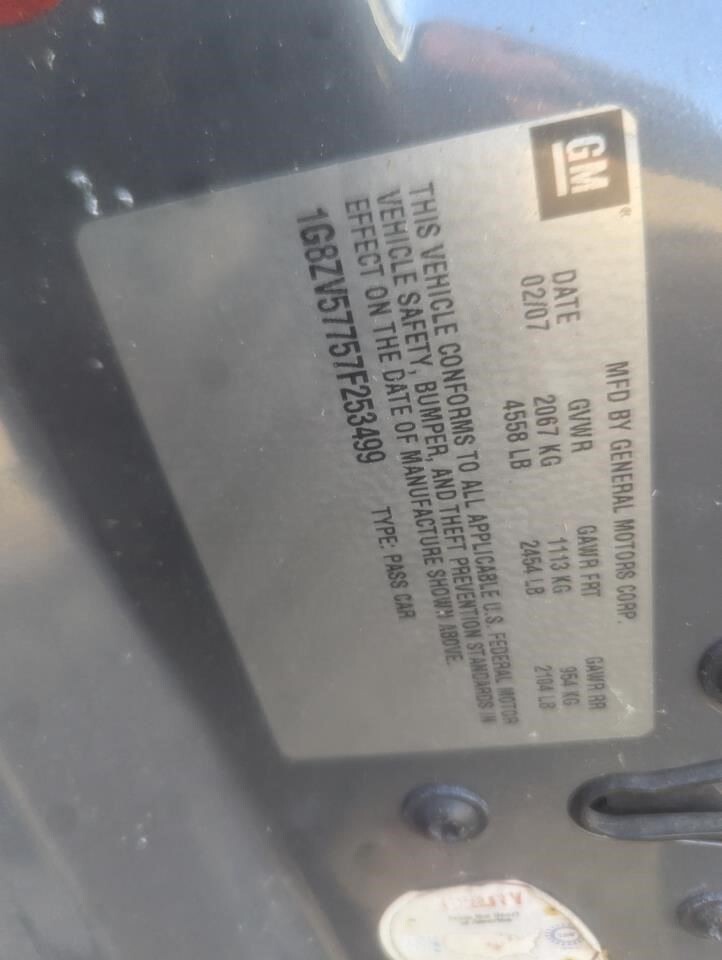 GM
®
MFD BY GENERAL MOTORS CORP.
DATE GVWR GAWR FRT GAWR RR
02/07 2067 KG 1113 KG 954 KG
4558 LB 2454 LB 2104 LB
THIS VEHICLE CONFORMS TO ALL APPLICABLE U.S. FEDERAL MOTOR
VEHICLE SAFETY, BUMPER, AND THEFT PREVENTION STANDARDS IN
EFFECT ON THE DATE OF MANUFACTURE SHOWN ABOVE.
1G8ZV57757F253499 TYPE: PASS CAR